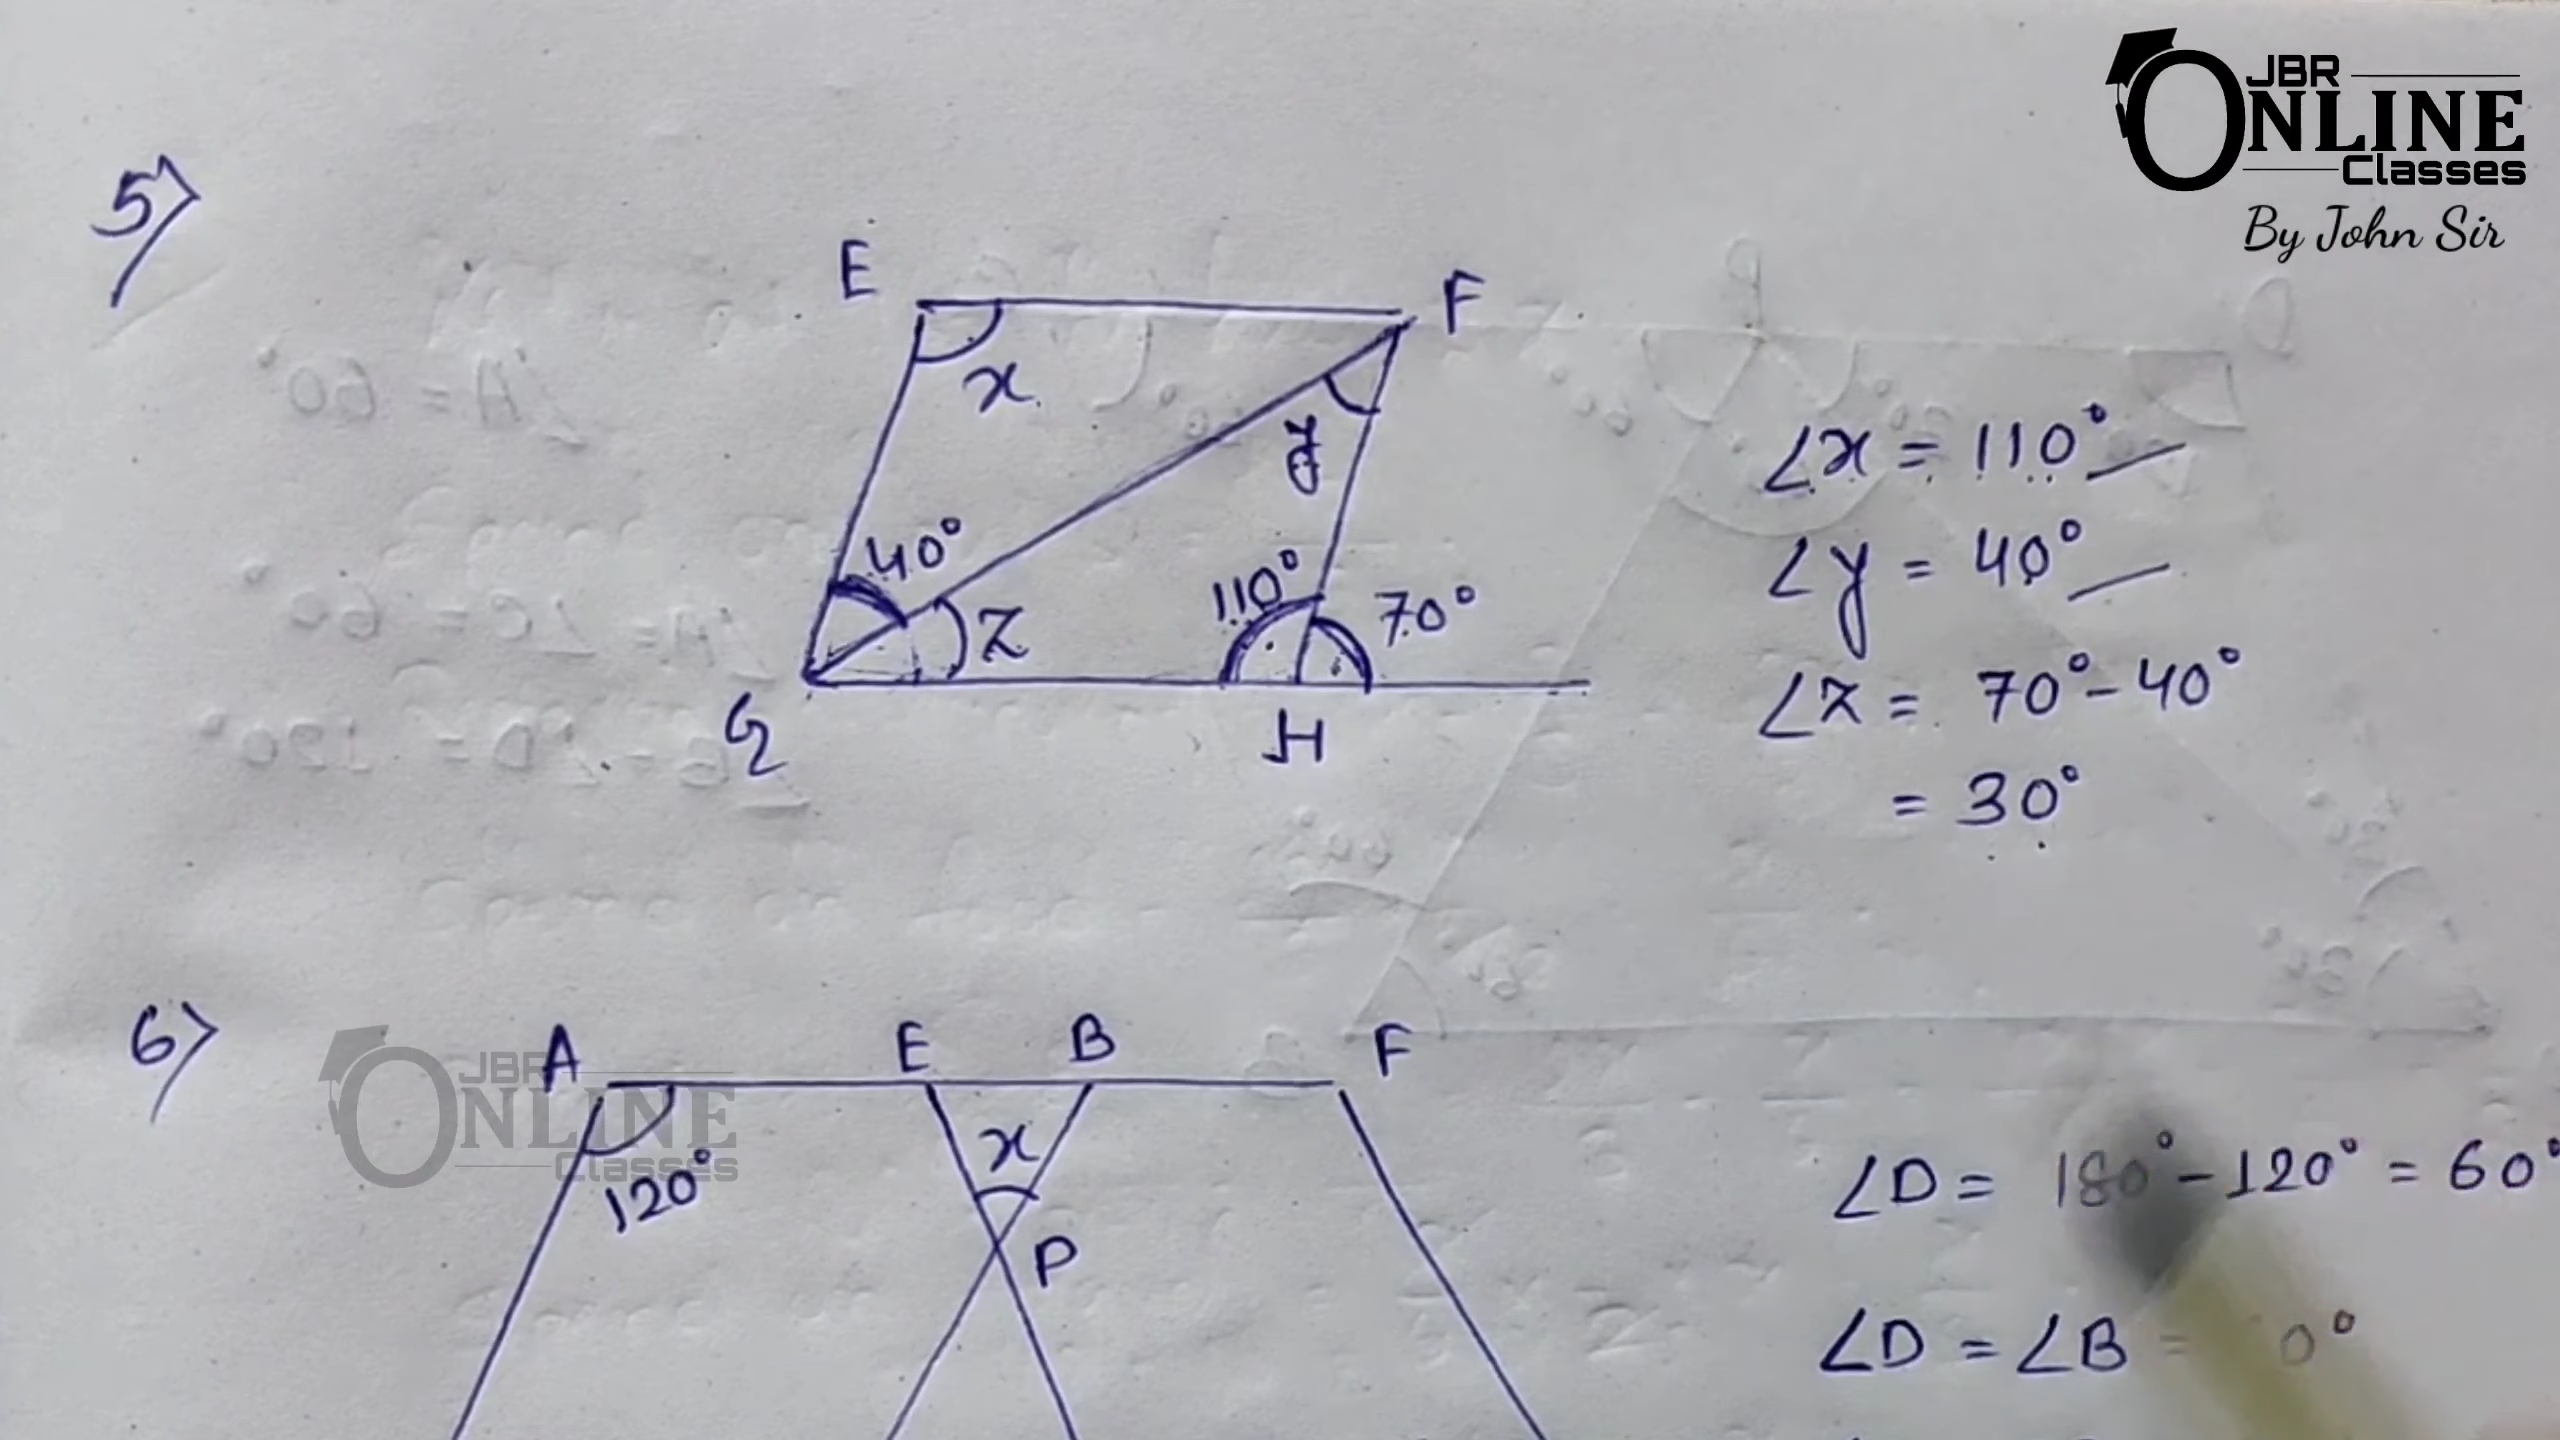 JBR
ONLINE
Classes
By John Sir
5)
E
F
x
y
40°
z
110°
70°
G
H
∠x = 110°
∠y = 40°
∠z = 70° - 40°
= 30°
6)
JBR
ONLINE
Classes
A
E
B
F
120°
x
P
∠D = 180° - 120° = 60°
∠D = ∠B = 0°